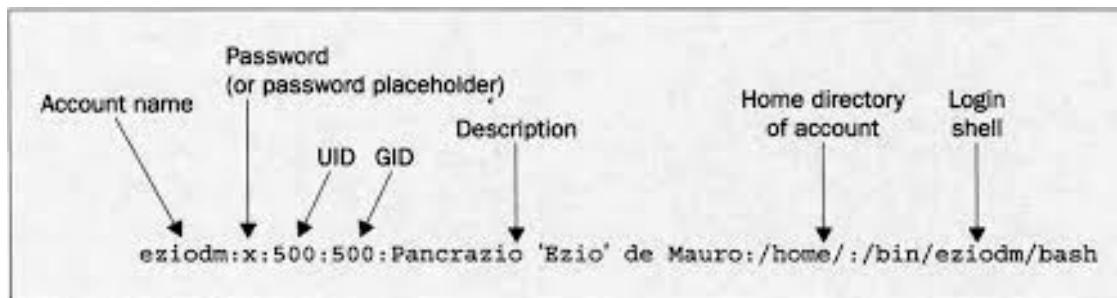 Password
(or password placeholder)
Account name
Home directory
of account
Login
shell
Description
UID GID
eziodm:x:500:500:Pancrazio 'Ezio' de Mauro:/home/:/bin/eziodm/bash